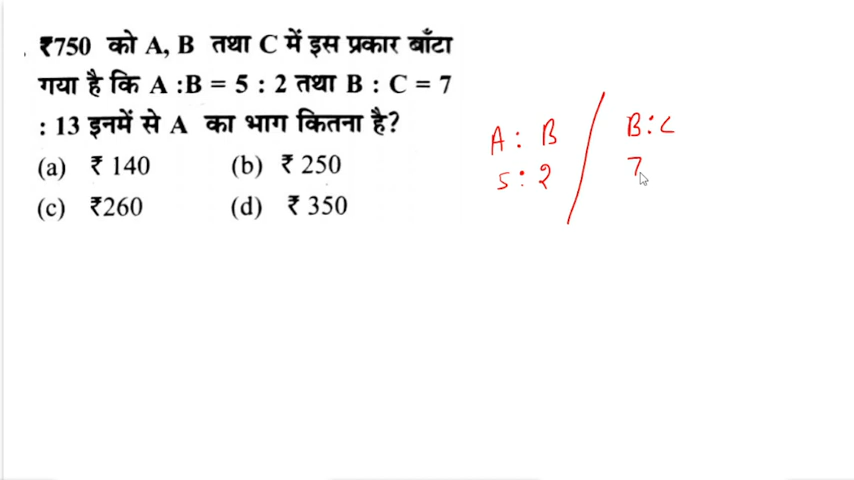 ₹750 को A, B तथा C में इस प्रकार बाँटा
गया है कि A :B = 5 : 2 तथा B : C = 7
: 13 इनमें से A का भाग कितना है?
(a) ₹ 140 (b) ₹ 250
(c) ₹260 (d) ₹ 350
A : B
5 : 2
B : C
7